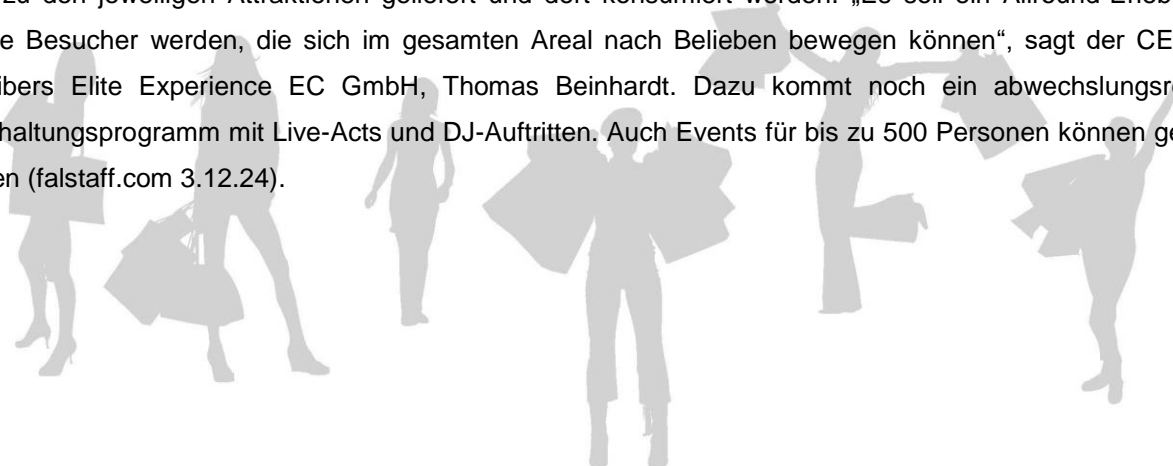 zu den jeweiligen Attraktionen geliefert und dort konsumiert werden. „Es soll ein Allround-Erleb
e Besucher werden, die sich im gesamten Areal nach Belieben bewegen können“, sagt der CE
ibers Elite Experience EC GmbH, Thomas Beinhardt. Dazu kommt noch ein abwechslungsr
haltungsprogramm mit Live-Acts und DJ-Auftritten. Auch Events für bis zu 500 Personen können ge
en (falstaff.com 3.12.24).